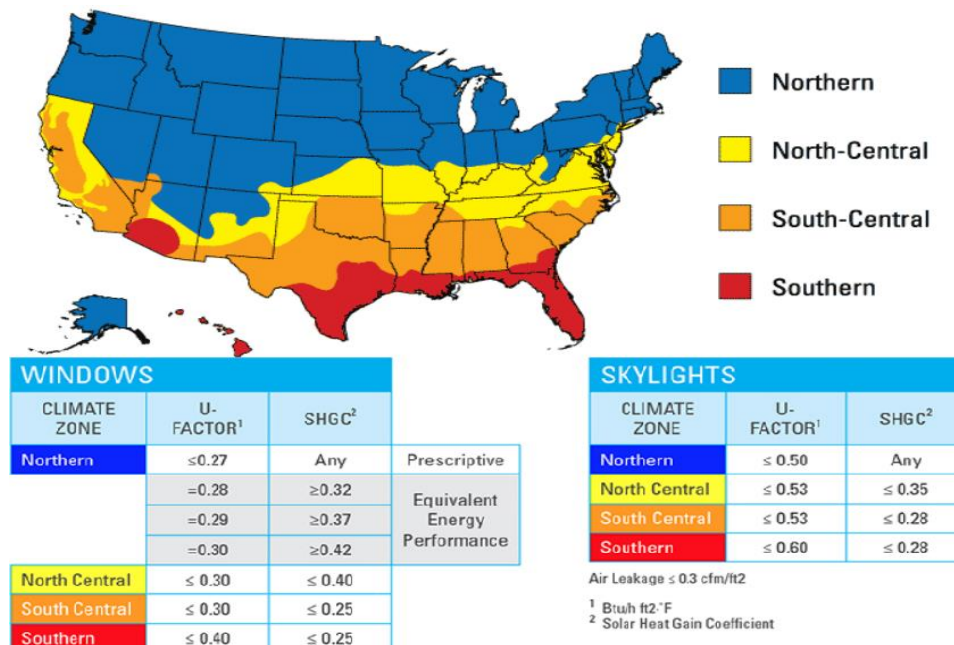 Northern
North-Central
South-Central
Southern
WINDOWS
CLIMATE ZONE U-FACTOR¹ SHGC²
Northern ≤0.27 Any Prescriptive
=0.28 ≥0.32 Equivalent Energy Performance
=0.29 ≥0.37
=0.30 ≥0.42
North Central ≤ 0.30 ≤ 0.40
South Central ≤ 0.30 ≤ 0.25
Southern ≤ 0.40 ≤ 0.25
SKYLIGHTS
CLIMATE ZONE U-FACTOR¹ SHGC²
Northern ≤ 0.50 Any
North Central ≤ 0.53 ≤ 0.35
South Central ≤ 0.53 ≤ 0.28
Southern ≤ 0.60 ≤ 0.28
Air Leakage ≤ 0.3 cfm/ft2
¹ Btu/h ft2·°F
² Solar Heat Gain Coefficient